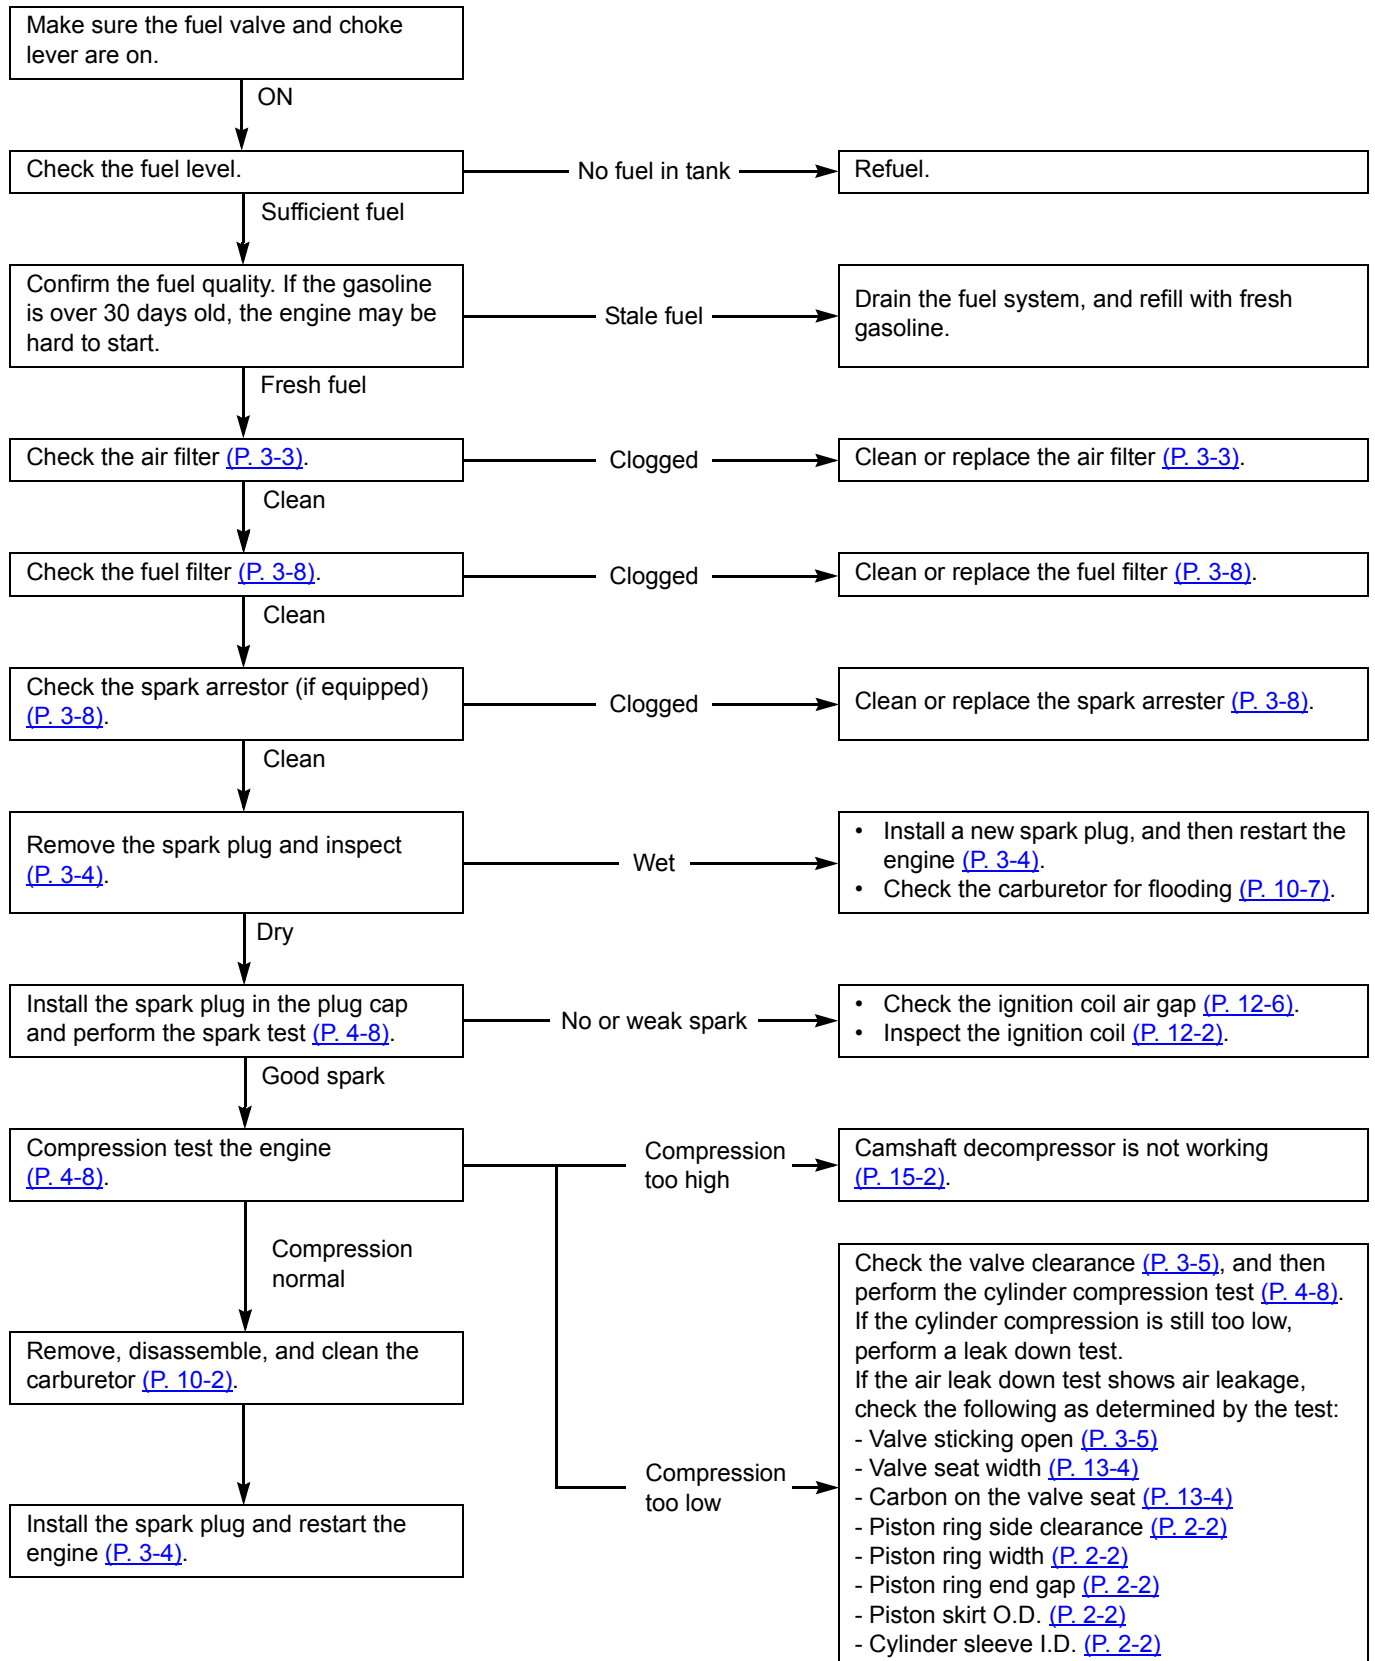 Make sure the fuel valve and choke
lever are on.
ON
Check the fuel level.
No fuel in tank
Refuel.
Sufficient fuel
Confirm the fuel quality. If the gasoline
is over 30 days old, the engine may be
hard to start.
Stale fuel
Drain the fuel system, and refill with fresh
gasoline.
Fresh fuel
Check the air filter (P. 3-3).
Clogged
Clean or replace the air filter (P. 3-3).
Clean
Check the fuel filter (P. 3-8).
Clogged
Clean or replace the fuel filter (P. 3-8).
Clean
Check the spark arrestor (if equipped)
(P. 3-8).
Clogged
Clean or replace the spark arrester (P. 3-8).
Clean
Remove the spark plug and inspect
(P. 3-4).
Wet
• Install a new spark plug, and then restart the
engine (P. 3-4).
• Check the carburetor for flooding (P. 10-7).
Dry
Install the spark plug in the plug cap
and perform the spark test (P. 4-8).
No or weak spark
• Check the ignition coil air gap (P. 12-6).
• Inspect the ignition coil (P. 12-2).
Good spark
Compression test the engine
(P. 4-8).
Compression
too high
Camshaft decompressor is not working
(P. 15-2).
Compression
normal
Remove, disassemble, and clean the
carburetor (P. 10-2).
Install the spark plug and restart the
engine (P. 3-4).
Compression
too low
Check the valve clearance (P. 3-5), and then
perform the cylinder compression test (P. 4-8).
If the cylinder compression is still too low,
perform a leak down test.
If the air leak down test shows air leakage,
check the following as determined by the test:
- Valve sticking open (P. 3-5)
- Valve seat width (P. 13-4)
- Carbon on the valve seat (P. 13-4)
- Piston ring side clearance (P. 2-2)
- Piston ring width (P. 2-2)
- Piston ring end gap (P. 2-2)
- Piston skirt O.D. (P. 2-2)
- Cylinder sleeve I.D. (P. 2-2)